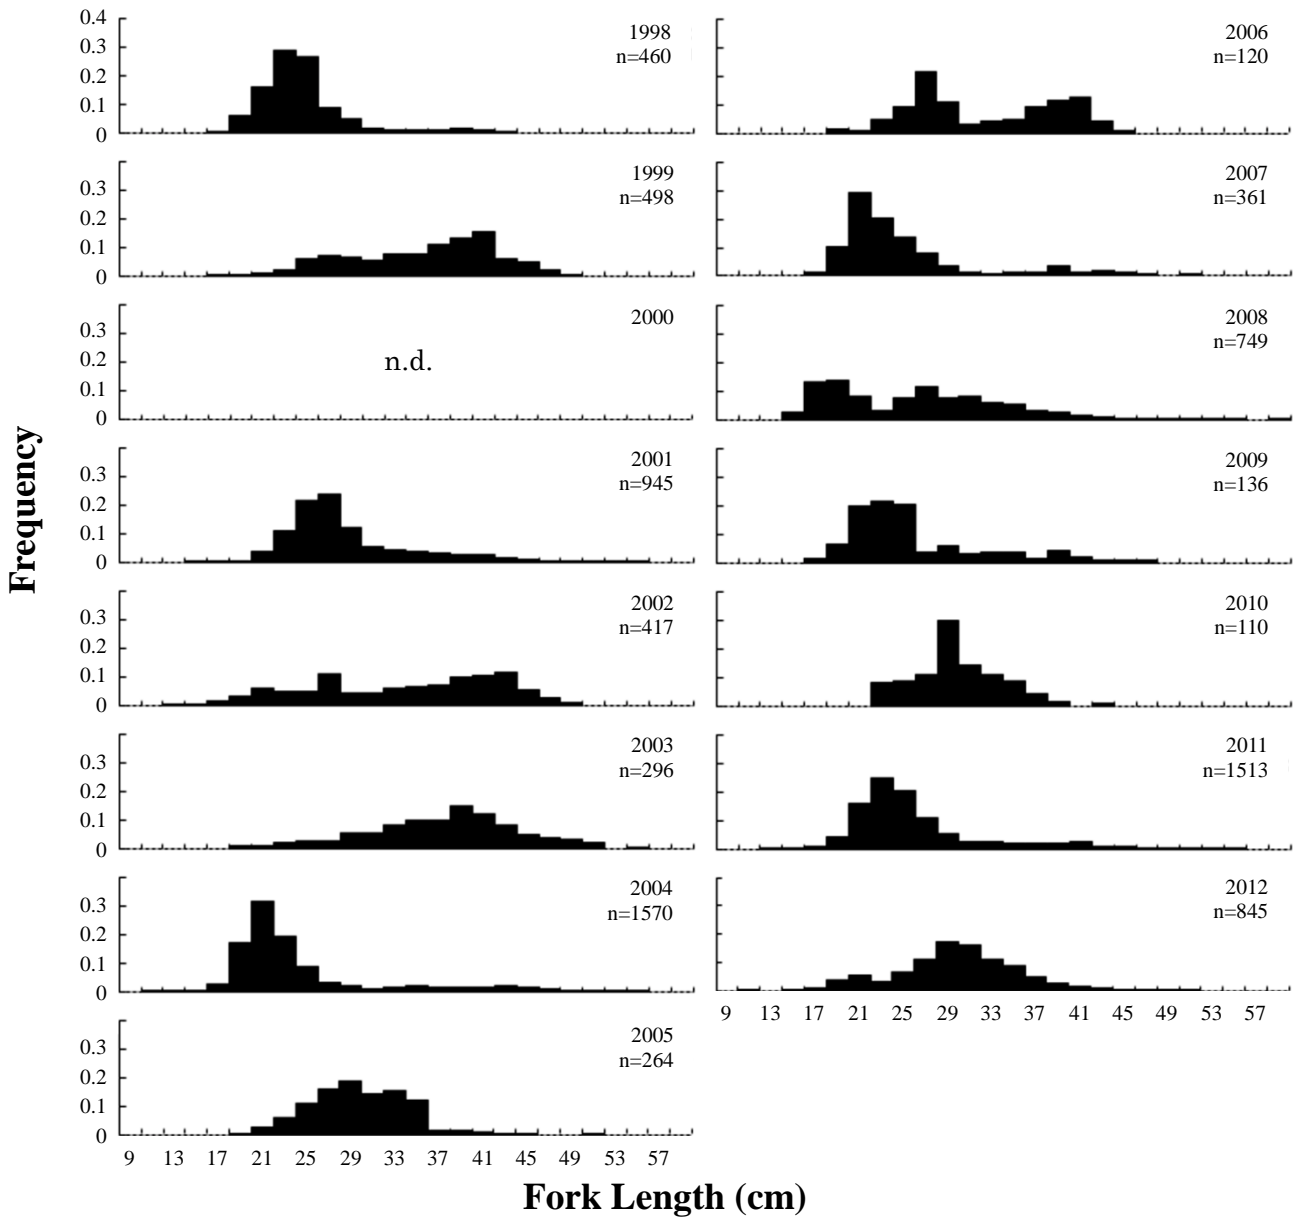 0.4
0.3
0.2
0.1
0
1998
n=460
0.3
0.2
0.1
0
1999
n=498
0.3
0.2
0.1
0
2000
n.d.
0.3
0.2
0.1
0
2001
n=945
0.3
0.2
0.1
0
2002
n=417
0.3
0.2
0.1
0
2003
n=296
0.3
0.2
0.1
0
2004
n=1570
0.3
0.2
0.1
0
2005
n=264
9 13 17 21 25 29 33 37 41 45 49 53 57
2006
n=120
2007
n=361
2008
n=749
2009
n=136
2010
n=110
2011
n=1513
2012
n=845
9 13 17 21 25 29 33 37 41 45 49 53 57
Frequency
Fork Length (cm)